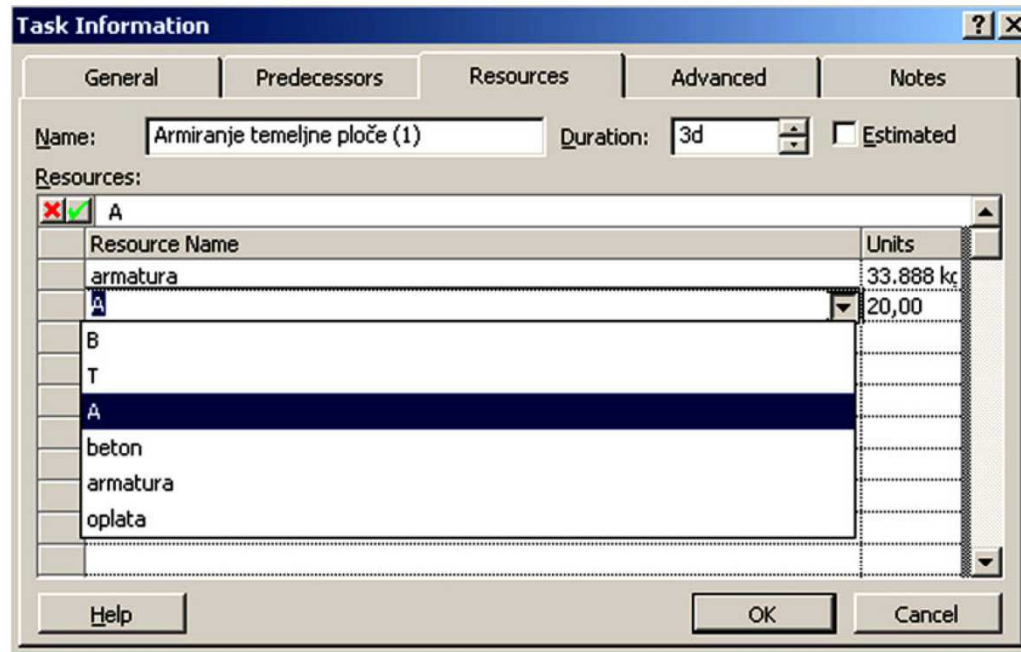 Task Information
General Predecessors Resources Advanced Notes
Name: Armiranje temeljne ploče (1) Duration: 3d Estimated
Resources:
A
Resource Name Units
armatura 33.888 kg
A 20,00
B
T
A
beton
armatura
oplata
Help OK Cancel